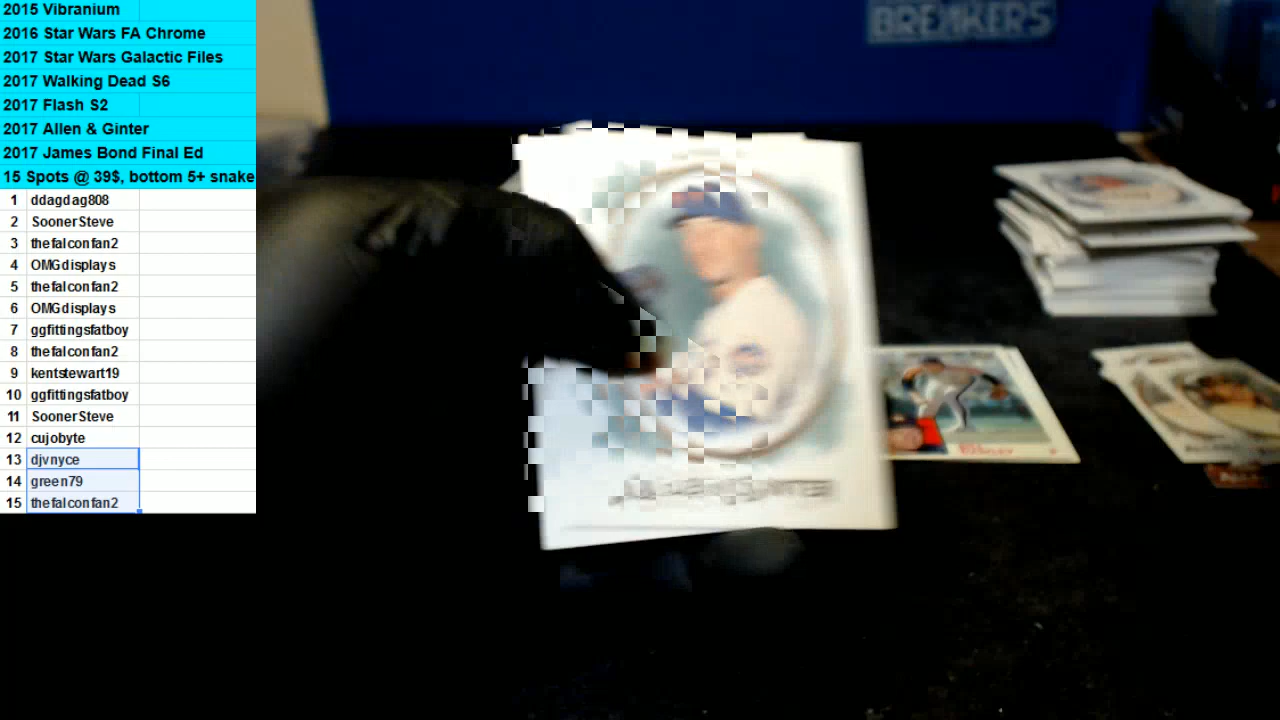 2015 Vibranium
2016 Star Wars FA Chrome
2017 Star Wars Galactic Files
2017 Walking Dead S6
2017 Flash S2
2017 Allen & Ginter
2017 James Bond Final Ed
15 Spots @ 39$, bottom 5+ snake
1 ddagdag808
2 SoonerSteve
3 thefalconfan2
4 OMGdisplays
5 thefalconfan2
6 OMGdisplays
7 ggfittingsfatboy
8 thefalconfan2
9 kentstewart19
10 ggfittingsfatboy
11 SoonerSteve
12 cujobyte
13 djvnyce
14 green79
15 thefalconfan2
BREAKERS